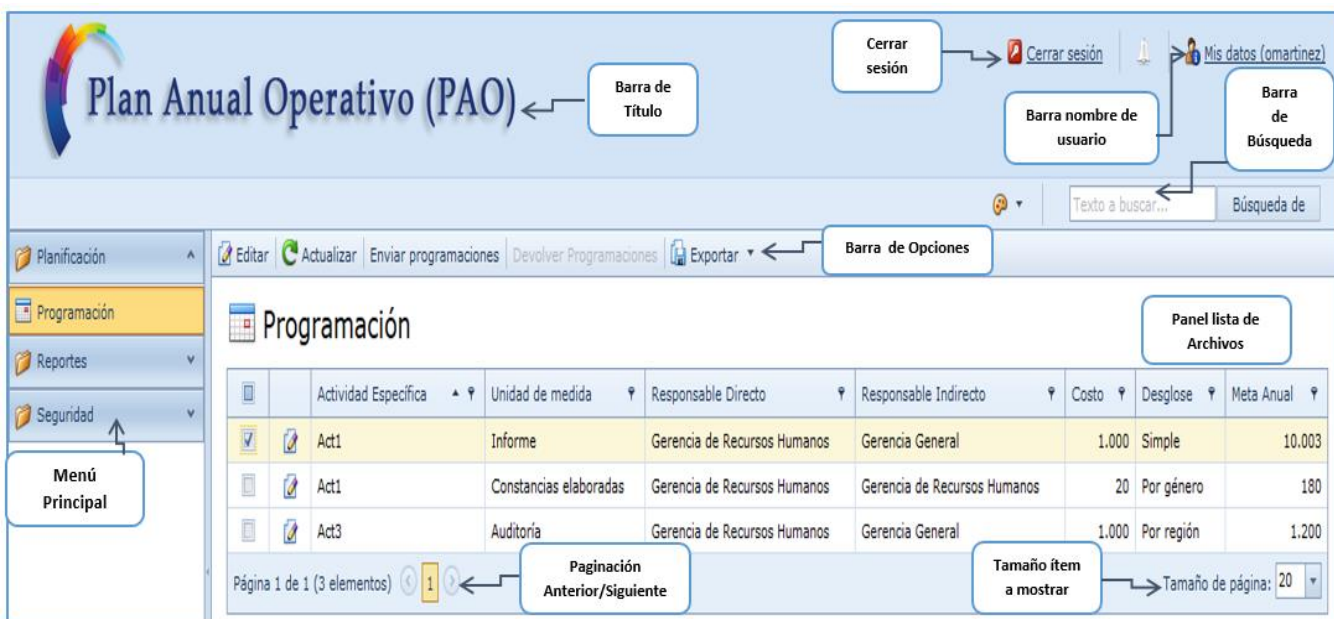 Plan Anual Operativo (PAO)
Barra de
Título
Cerrar
sesión
Cerrar sesión
Mis datos (omartinez)
Barra nombre de
usuario
Barra
de
Búsqueda
Texto a buscar...
Búsqueda de
Planificación
Programación
Reportes
Seguridad
Menú
Principal
Editar
Actualizar
Enviar programaciones
Devolver Programaciones
Exportar
Barra de Opciones
Programación
Panel lista de
Archivos
Actividad Específica Unidad de medida Responsable Directo Responsable Indirecto Costo Desglose Meta Anual
Act1 Informe Gerencia de Recursos Humanos Gerencia General 1.000 Simple 10.003
Act1 Constancias elaboradas Gerencia de Recursos Humanos Gerencia de Recursos Humanos 20 Por género 180
Act3 Auditoría Gerencia de Recursos Humanos Gerencia General 1.000 Por región 1.200
Página 1 de 1 (3 elementos) 1
Paginación
Anterior/Siguiente
Tamaño ítem
a mostrar
Tamaño de página: 20